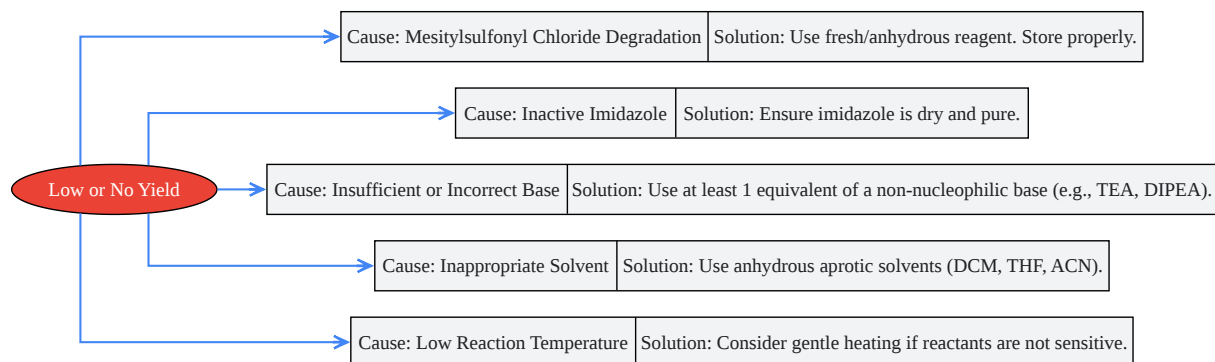 Cause: Mesitylsulfonyl Chloride Degradation Solution: Use fresh/anhydrous reagent. Store properly.
Cause: Inactive Imidazole Solution: Ensure imidazole is dry and pure.
Low or No Yield
Cause: Insufficient or Incorrect Base Solution: Use at least 1 equivalent of a non-nucleophilic base (e.g., TEA, DIPEA).
Cause: Inappropriate Solvent Solution: Use anhydrous aprotic solvents (DCM, THF, ACN).
Cause: Low Reaction Temperature Solution: Consider gentle heating if reactants are not sensitive.